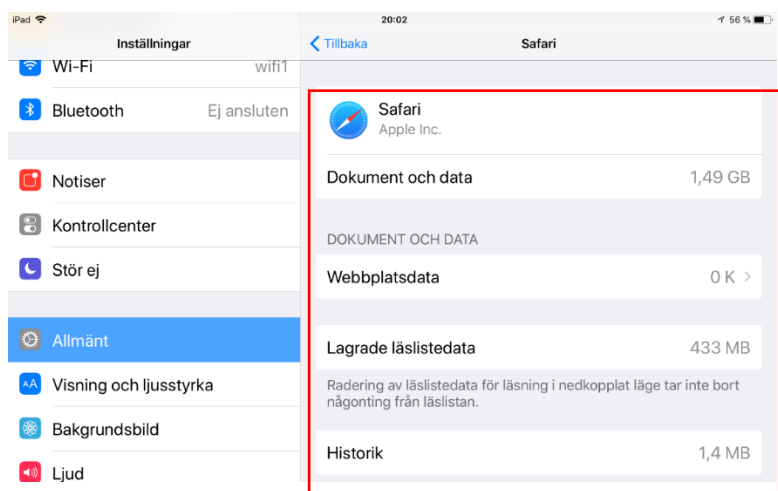 iPad 20:02 56 %
Inställningar
Tillbaka Safari
Wi-Fi wifi1
Bluetooth Ej ansluten
Notiser
Kontrollcenter
Stör ej
Allmänt
AA Visning och ljusstyrka
Bakgrundsbild
Ljud
Safari
Apple Inc.
Dokument och data 1,49 GB
DOKUMENT OCH DATA
Webbplatsdata 0 K
Lagrade läslistedata 433 MB
Radering av läslistedata för läsning i nedkopplat läge tar inte bort
någonting från läslistan.
Historik 1,4 MB